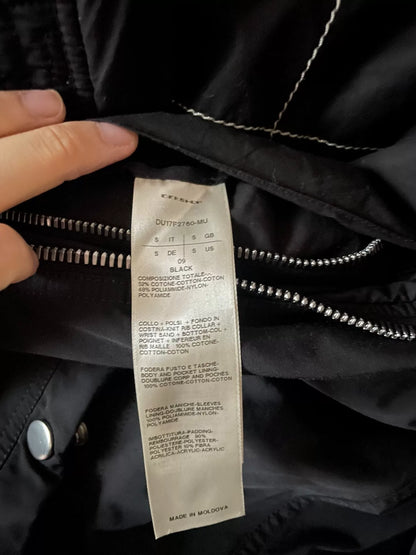 DRKSHDW
DU17F2760-MU
S IT S GB
S DE S US
09
BLACK
COMPOSIZIONE TOTALE-...
52% COTONE-COTTON-COTON
48% POLIAMMIDE-NYLON-
POLYAMIDE
COLLO + POLSI + FONDO IN
COSTINA-KNIT RIB COLLAR +
WRIST BAND + BOTTOM-COL +
POIGNET + INFERIEUR EN
RIB MAILLE 100% COTONE-
COTTON-COTON
FODERA FUSTO E TASCHE-
BODY AND POCKET LINING-
DOUBLURE CORP AND POCHES
100% COTONE-COTTON-COTON
FODERA MANICHE-SLEEVES
LINING-DOUBLURE MANCHES
100% POLIAMMIDE-NYLON-
POLYAMIDE
IMBOTTITURA-PADDING-
REMBOURRAGE 90%
POLYESTER-POLYESTER-
POLYESTER 10% FIBRA
ACRILICA-ACRYLIC-ACRYLIC
MADE IN MOLDOVA